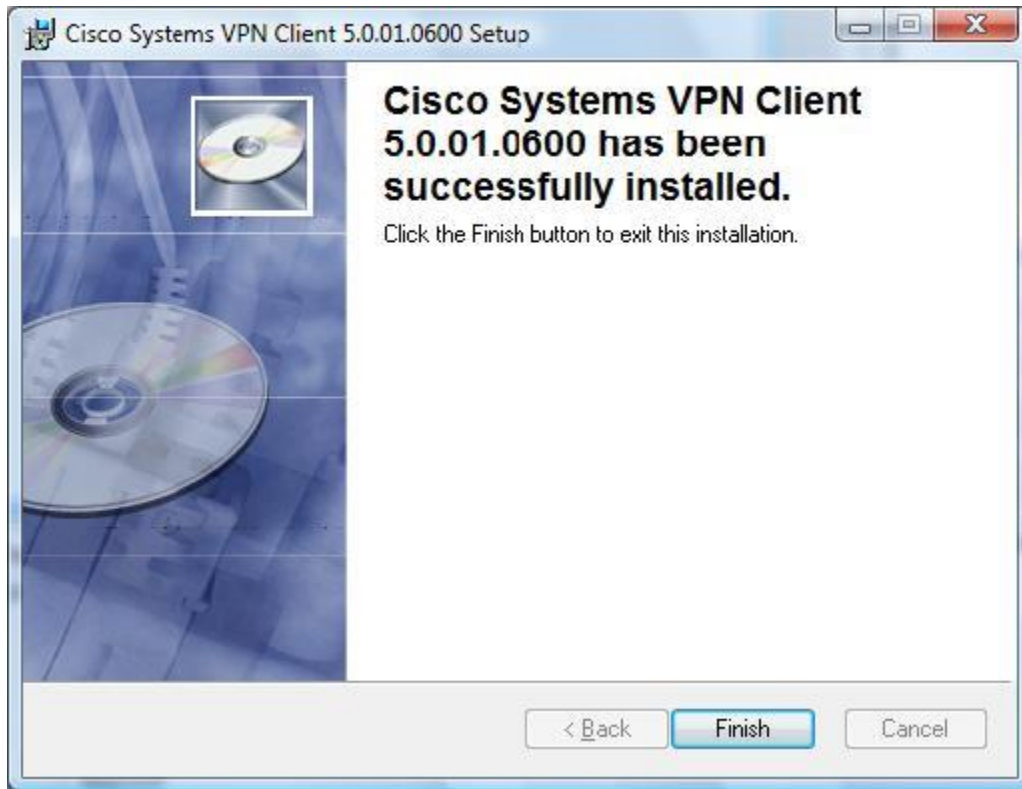 Cisco Systems VPN Client 5.0.01.0600 Setup
Cisco Systems VPN Client
5.0.01.0600 has been
successfully installed.
Click the Finish button to exit this installation.
< Back Finish Cancel